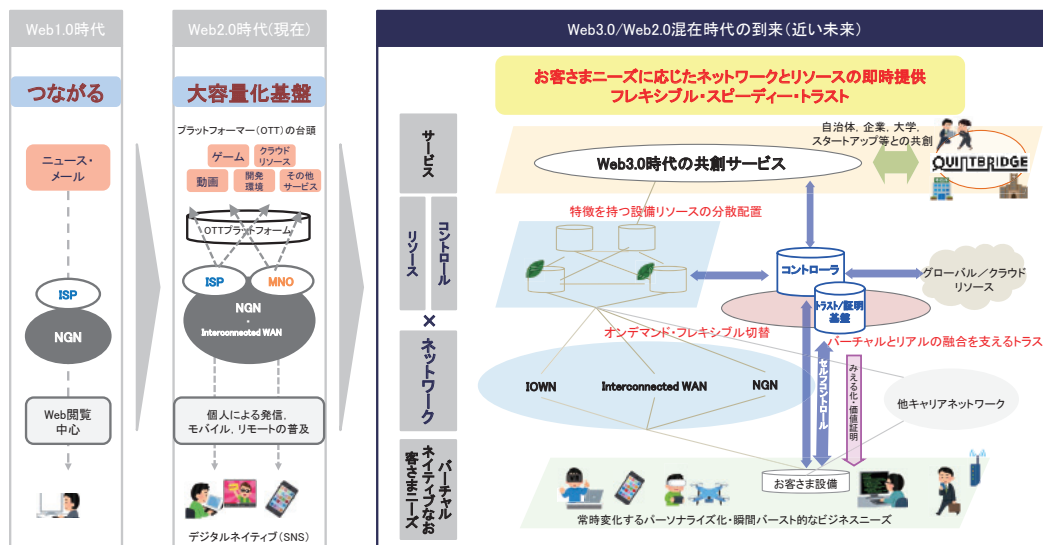 Web1.0時代
つながる
ニュース・
メール
ISP
NGN
Web閲覧
中心
Web2.0時代(現在)
大容量化基盤
プラットフォーマー(OTT)の台頭
ゲーム
クラウド
リソース
動画
開発
環境
その他
サービス
OTTプラットフォーム
ISP
MNO
NGN
・
Interconnected WAN
個人による発信,
モバイル, リモートの普及
デジタルネイティブ(SNS)
Web3.0/Web2.0混在時代の到来(近い未来)
お客さまニーズに応じたネットワークとリソースの即時提供
フレキシブル・スピーディー・トラスト
サービス
Web3.0時代の共創サービス
自治体, 企業, 大学,
スタートアップ等との共創
QUINTBRIDGE
リソース
コントロール
特徴を持つ設備リソースの分散配置
コントローラ
トラスト/証明
基盤
グローバル/クラウド
リソース
×
ネットワーク
オンデマンド・フレキシブル切替
バーチャルとリアルの融合を支えるトラス
IOWN
Interconnected WAN
NGN
セルフコントロール
みえる化・価値証明
他キャリアネットワーク
バーチャル
ネイティブなお
客さまニーズ
お客さま設備
常時変化するパーソナライズ化・瞬間バースト的なビジネスニーズ